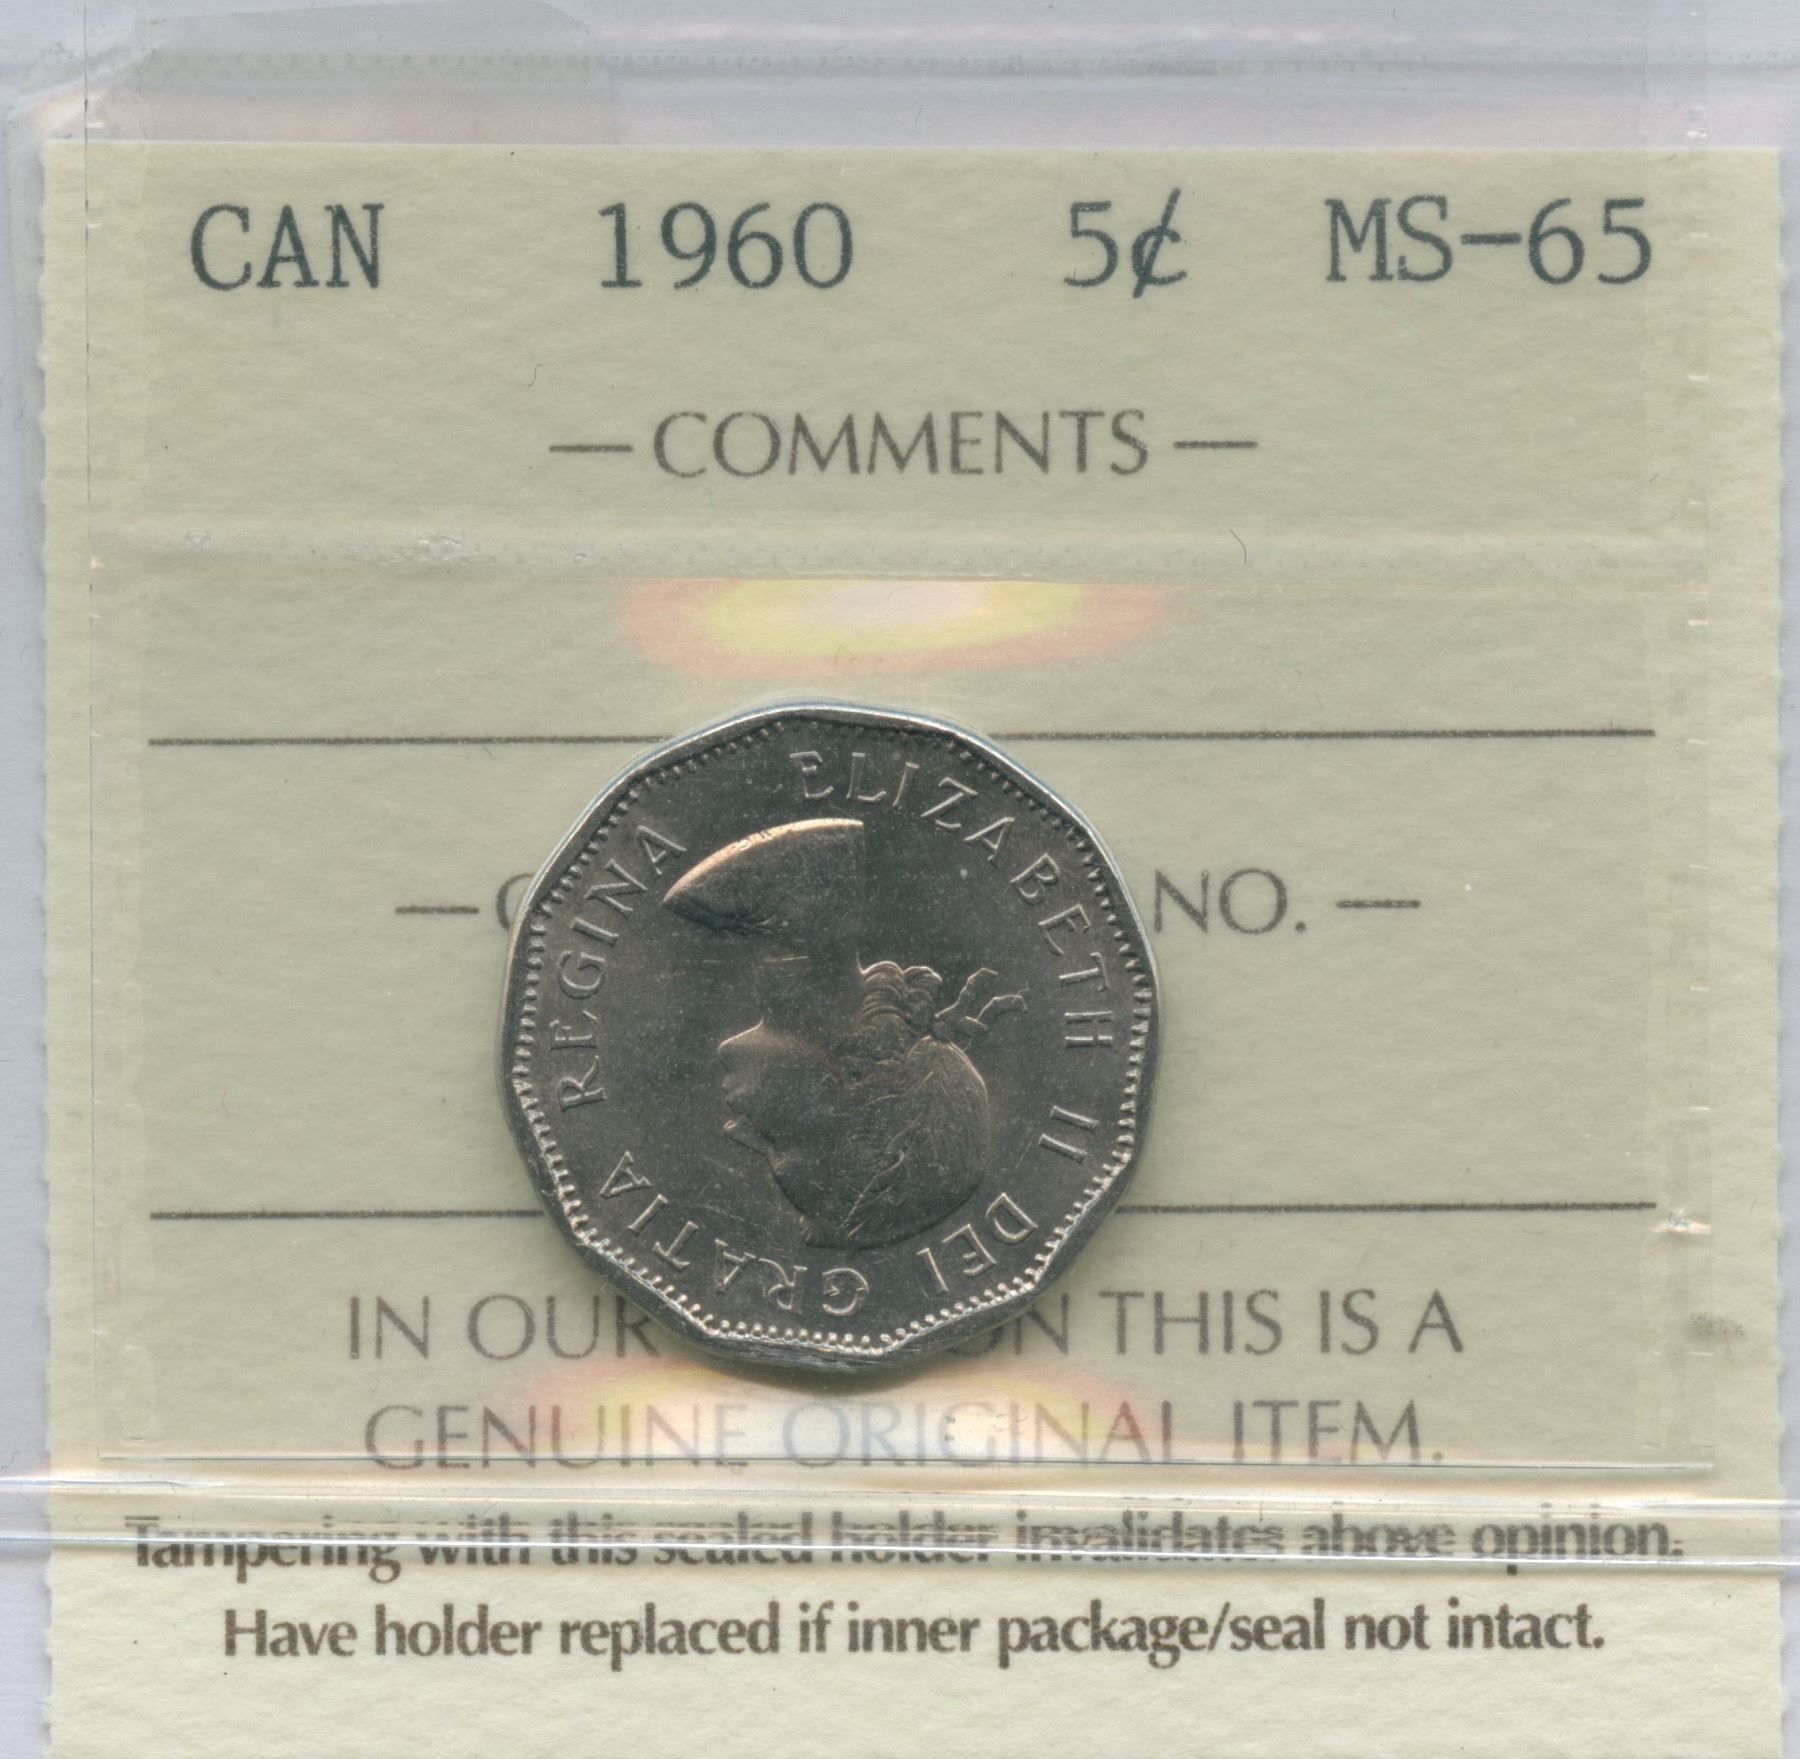 CAN 1960 5¢ MS-65
— COMMENTS —
NO. —
ELIZABETH II DEI GRATIA REGINA
IN OUR THIS IS A
GENUINE ORIGINAL ITEM.
Tampering with this sealed holder invalidates above opinion.
Have holder replaced if inner package/seal not intact.